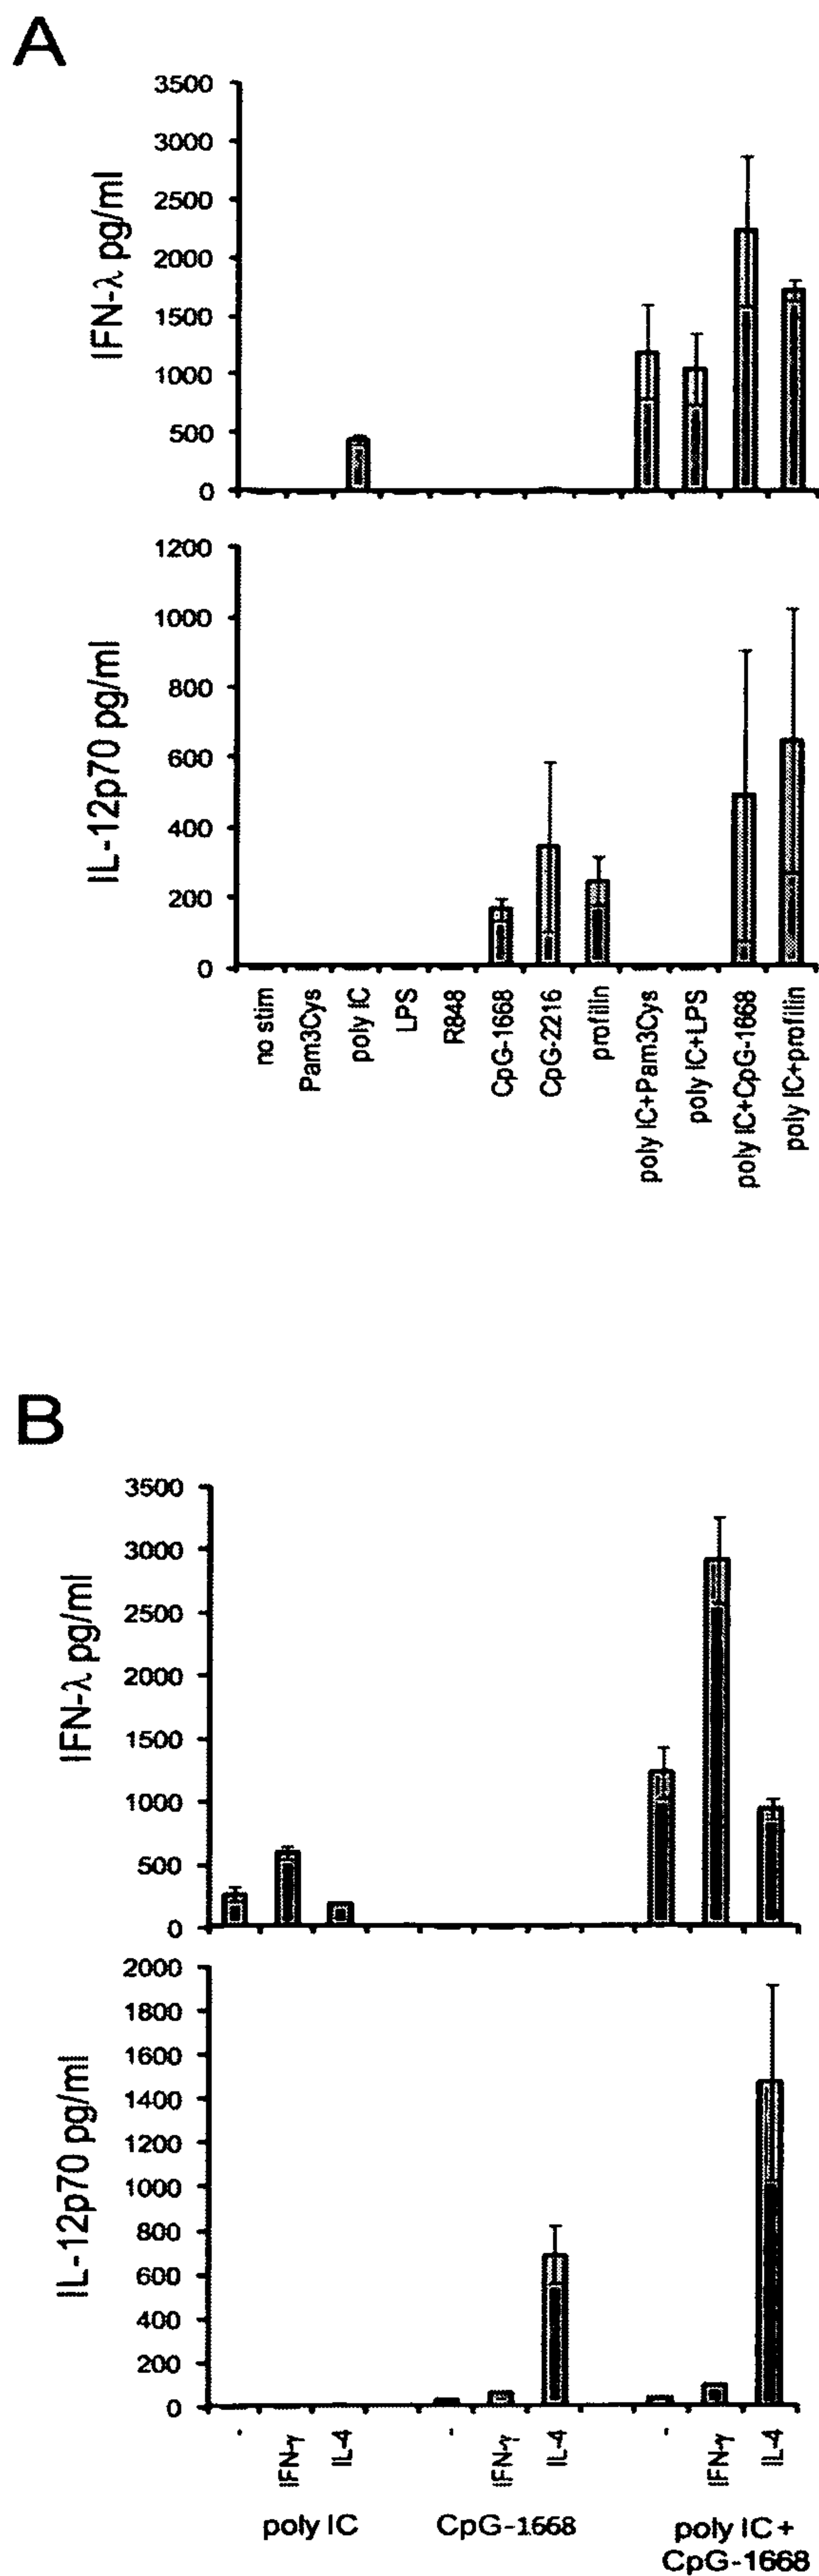 A
3500
3000
2500
2000
1500
1000
500
0
IFN-λ pg/ml
1200
1000
800
600
400
200
0
IL-12p70 pg/ml
no stim
Pam3Cys
poly IC
LPS
R848
CpG-1668
CpG-2216
profilin
poly IC+Pam3Cys
poly IC+LPS
poly IC+CpG-1668
poly IC+profilin
B
3500
3000
2500
2000
1500
1000
500
0
IFN-λ pg/ml
2000
1800
1600
1400
1200
1000
800
600
400
200
0
IL-12p70 pg/ml
-
IFN-γ
IL-4
-
IFN-γ
IL-4
-
IFN-γ
IL-4
poly IC
CpG-1668
poly IC+
CpG-1668